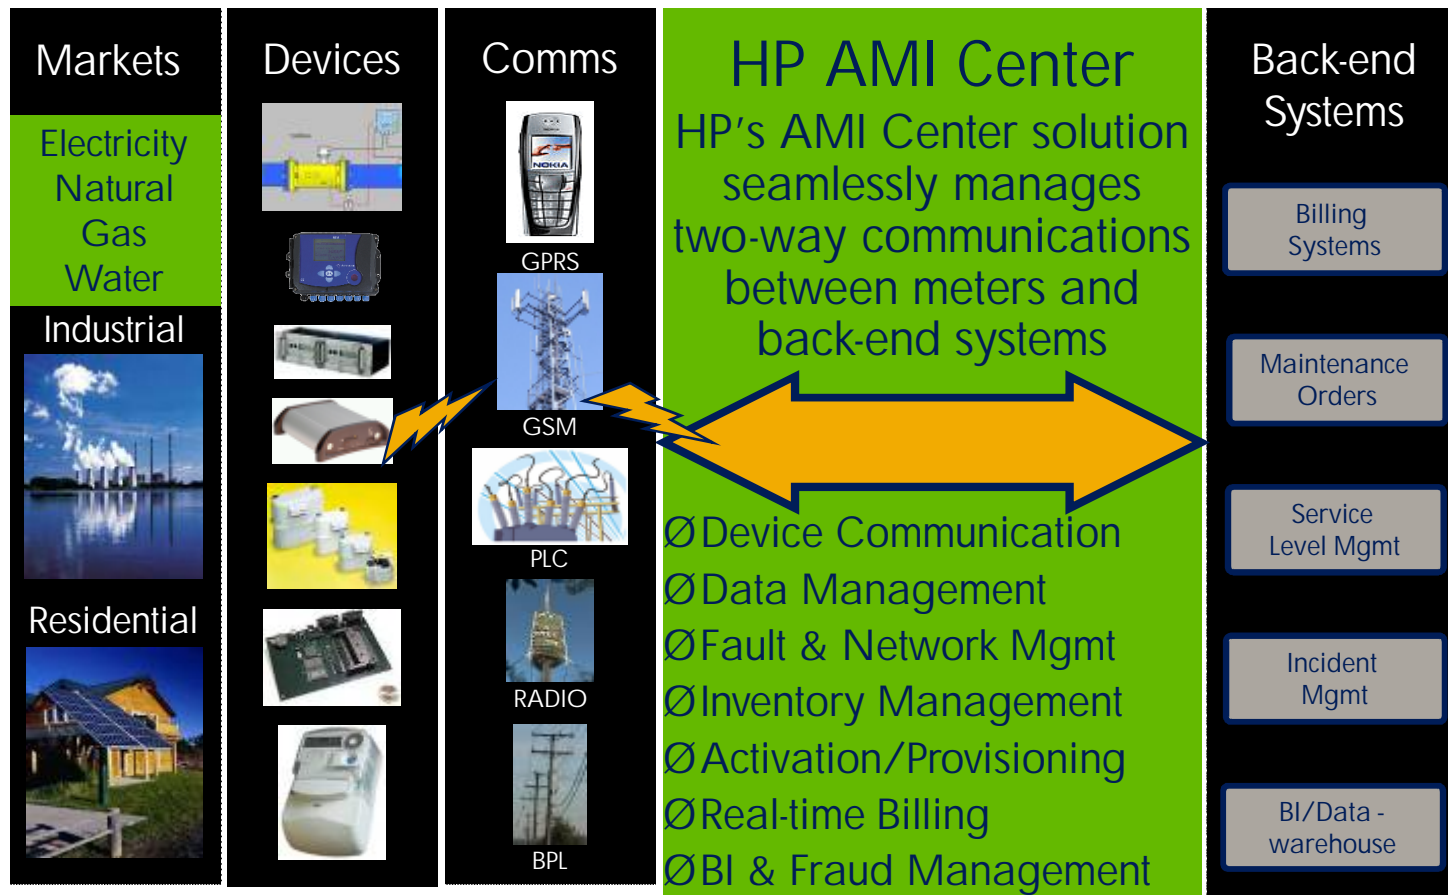 Markets
Electricity
Natural
Gas
Water
Industrial
Residential
Devices
Comms
NOKIA
GPRS
GSM
PLC
RADIO
BPL
HP AMI Center
HP's AMI Center solution
seamlessly manages
two-way communications
between meters and
back-end systems
ØDevice Communication
ØData Management
ØFault & Network Mgmt
ØInventory Management
ØActivation/Provisioning
ØReal-time Billing
ØBI & Fraud Management
Back-end
Systems
Billing
Systems
Maintenance
Orders
Service
Level Mgmt
Incident
Mgmt
BI/Data -
warehouse